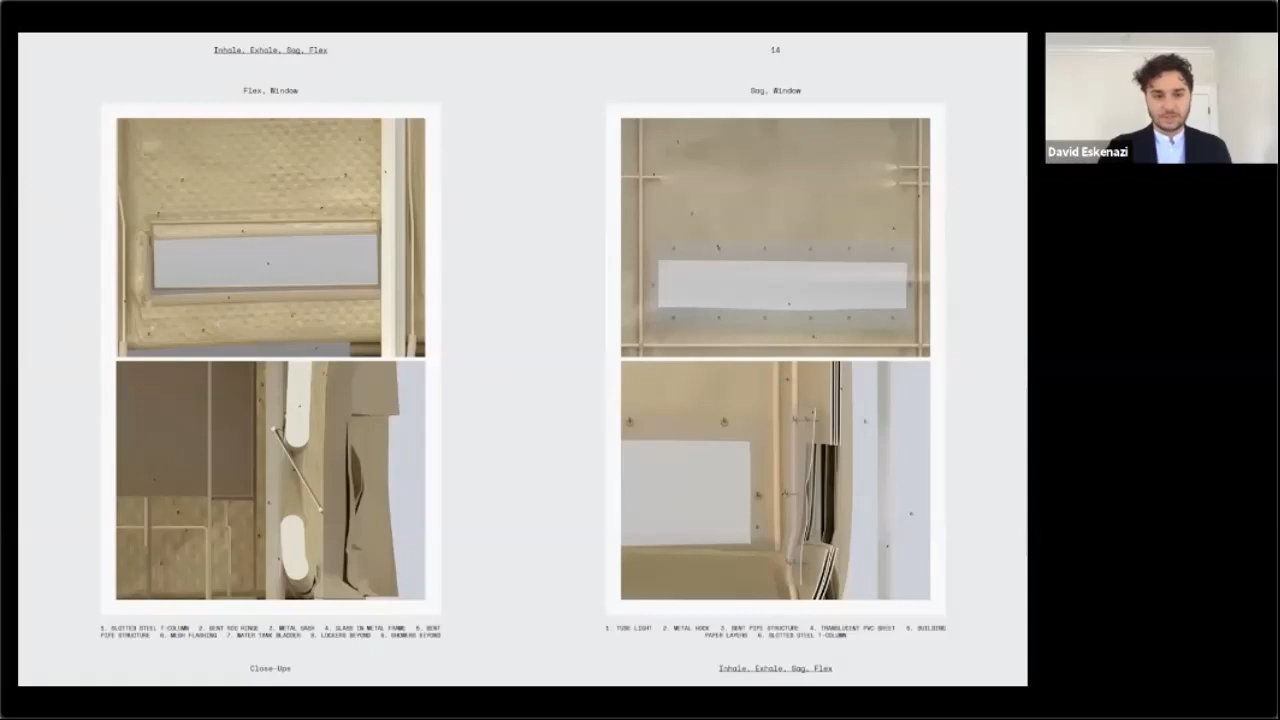 Inhale, Exhale, Sag, Flex
14
Flex, Window
Sag, Window
David Eskenazi
1. SLOTTED STEEL T-COLUMN 2. BENT ROD HINGE 3. METAL SASH 4. GLASS IN METAL FRAME 5. BENT
PIPE STRUCTURE 6. MESH FLASHING 7. WATER TANK BLADDER 8. LOCKERS BEYOND 9. SHOWERS BEYOND
1. TUBE LIGHT 2. METAL HOOK 3. BENT PIPE STRUCTURE 4. TRANSLUCENT PVC SHEET 5. BUILDING
PAPER LAYERS 6. SLOTTED STEEL T-COLUMN
Close-Ups
Inhale, Exhale, Sag, Flex